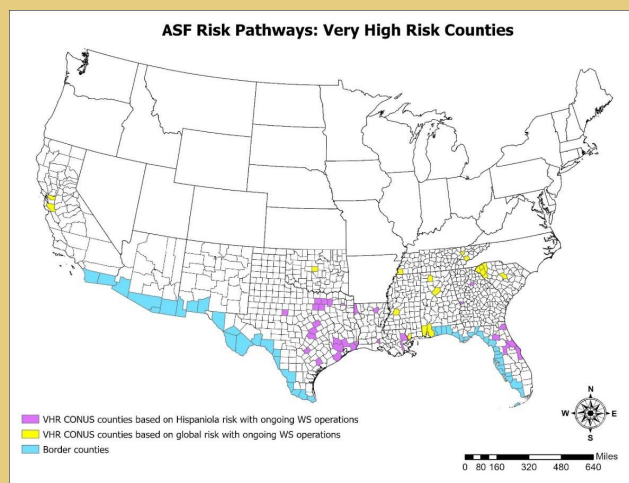 ASF Risk Pathways: Very High Risk Counties
VHR CONUS counties based on Hispaniola risk with ongoing WS operations
VHR CONUS counties based on global risk with ongoing WS operations
Border counties
N
W E
S
Miles
0 80 160 320 480 640